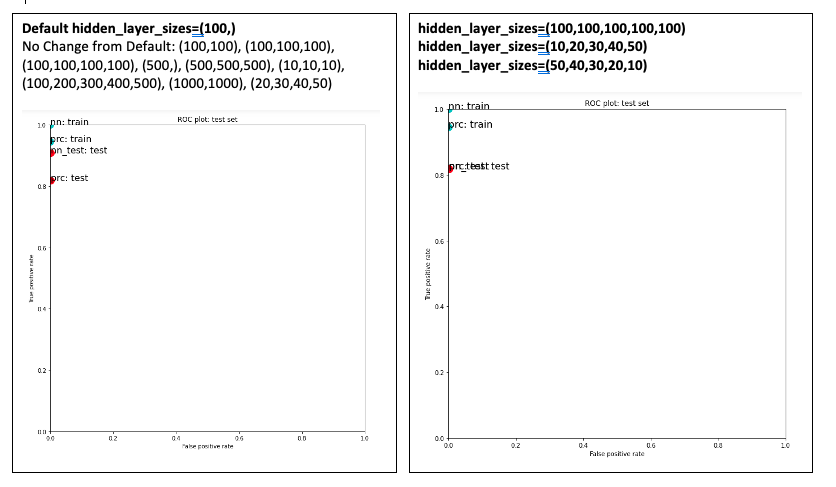 Default hidden_layer_sizes=(100,)
No Change from Default: (100,100), (100,100,100),
(100,100,100,100), (500,), (500,500,500), (10,10,10),
(100,200,300,400,500), (1000,1000), (20,30,40,50)
ROC plot: test set
nn: train
1.0
prc: train
nn_test: test
prc: test
0.8
0.6
True positive rate
0.4
0.2
0.0
0.0 0.2 0.4 0.6 0.8 1.0
False positive rate
hidden_layer_sizes=(100,100,100,100,100)
hidden_layer_sizes=(10,20,30,40,50)
hidden_layer_sizes=(50,40,30,20,10)
ROC plot: test set
nn: train
1.0
prc: train
test
0.8
0.6
True positive rate
0.4
0.2
0.0
0.0 0.2 0.4 0.6 0.8 1.0
False positive rate